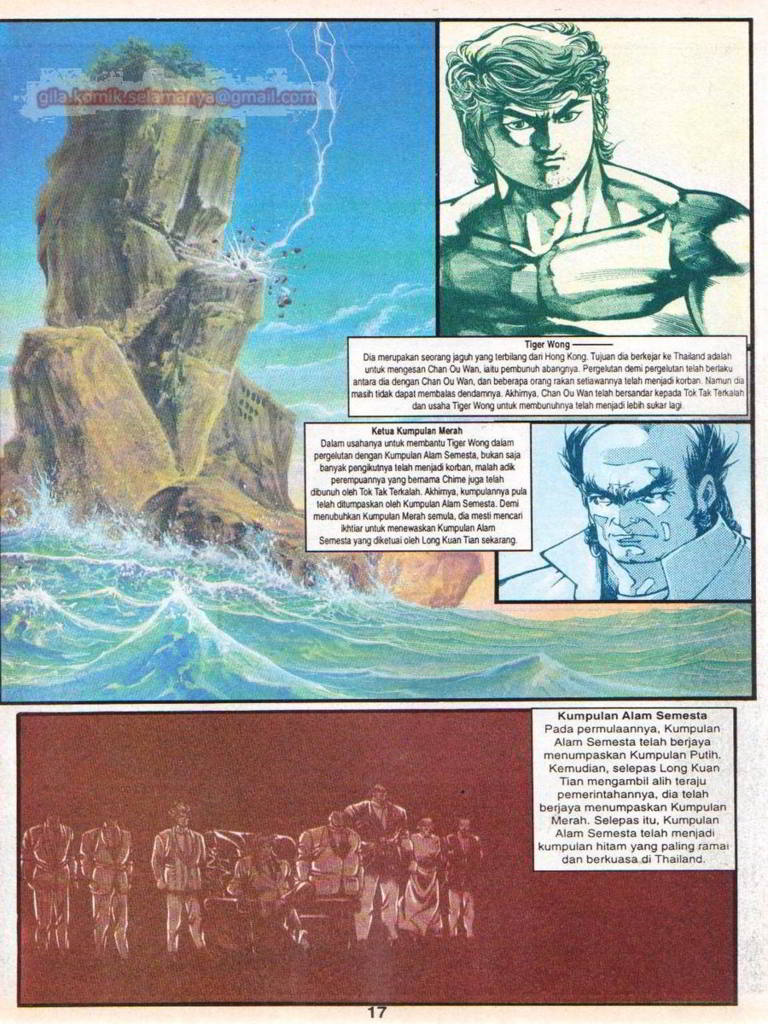 gila.komik.selamanya@gmail.com
Tiger Wong ———
Dia merupakan seorang jaguh yang terbilang dari Hong Kong. Tujuan dia berkejar ke Thailand adalah
untuk mengesan Chan Ou Wan, iaitu pembunuh abangnya. Pergelutan demi pergelutan telah berlaku
antara dia dengan Chan Ou Wan, dan beberapa orang rakan setiawannya telah menjadi korban. Namun dia
masih tidak dapat membalas dendamnya. Akhirnya, Chan Ou Wan telah bersandar kepada Tok Tak Terkalah
dan usaha Tiger Wong untuk membunuhnya telah menjadi lebih sukar lagi.
Ketua Kumpulan Merah
Dalam usahanya untuk membantu Tiger Wong dalam
pergelutan dengan Kumpulan Alam Semesta, bukan saja
banyak pengikutnya telah menjadi korban, malah adik
perempuannya yang bernama Chime juga telah
dibunuh oleh Tok Tak Terkalah. Akhirnya, kumpulannya pula
telah ditumpaskan oleh Kumpulan Alam Semesta. Demi
menubuhkan Kumpulan Merah semula, dia mesti mencari
ikhtiar untuk menewaskan Kumpulan Alam
Semesta yang diketuai oleh Long Kuan Tian sekarang.
Kumpulan Alam Semesta
Pada permulaannya, Kumpulan
Alam Semesta telah berjaya
menumpaskan Kumpulan Putih.
Kemudian, selepas Long Kuan
Tian mengambil alih teraju
pemerintahannya, dia telah
berjaya menumpaskan Kumpulan
Merah. Selepas itu, Kumpulan
Alam Semesta telah menjadi
kumpulan hitam yang paling ramai
dan berkuasa di Thailand.
17